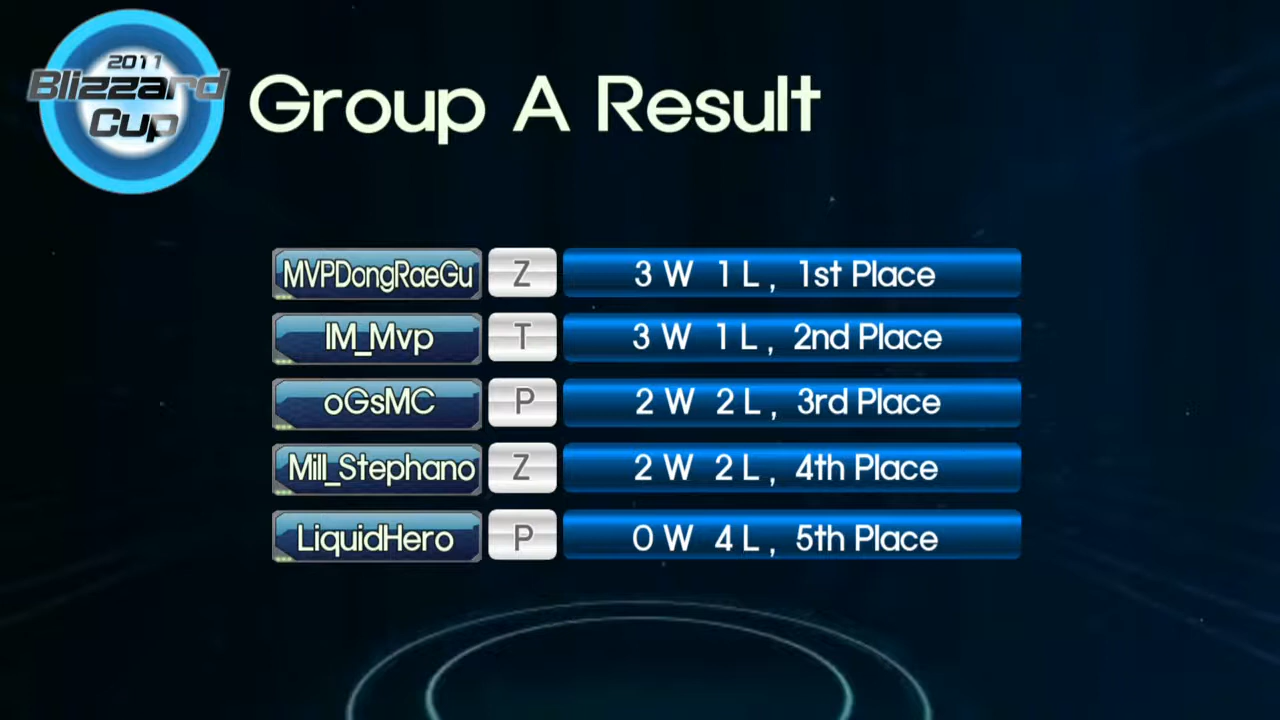 2011
Blizzard
Cup
Group A Result
MVPDongRaeGu Z 3 W 1 L , 1st Place
IM_Mvp T 3 W 1 L , 2nd Place
oGsMC P 2 W 2 L , 3rd Place
Mill_Stephano Z 2 W 2 L , 4th Place
LiquidHero P 0 W 4 L , 5th Place